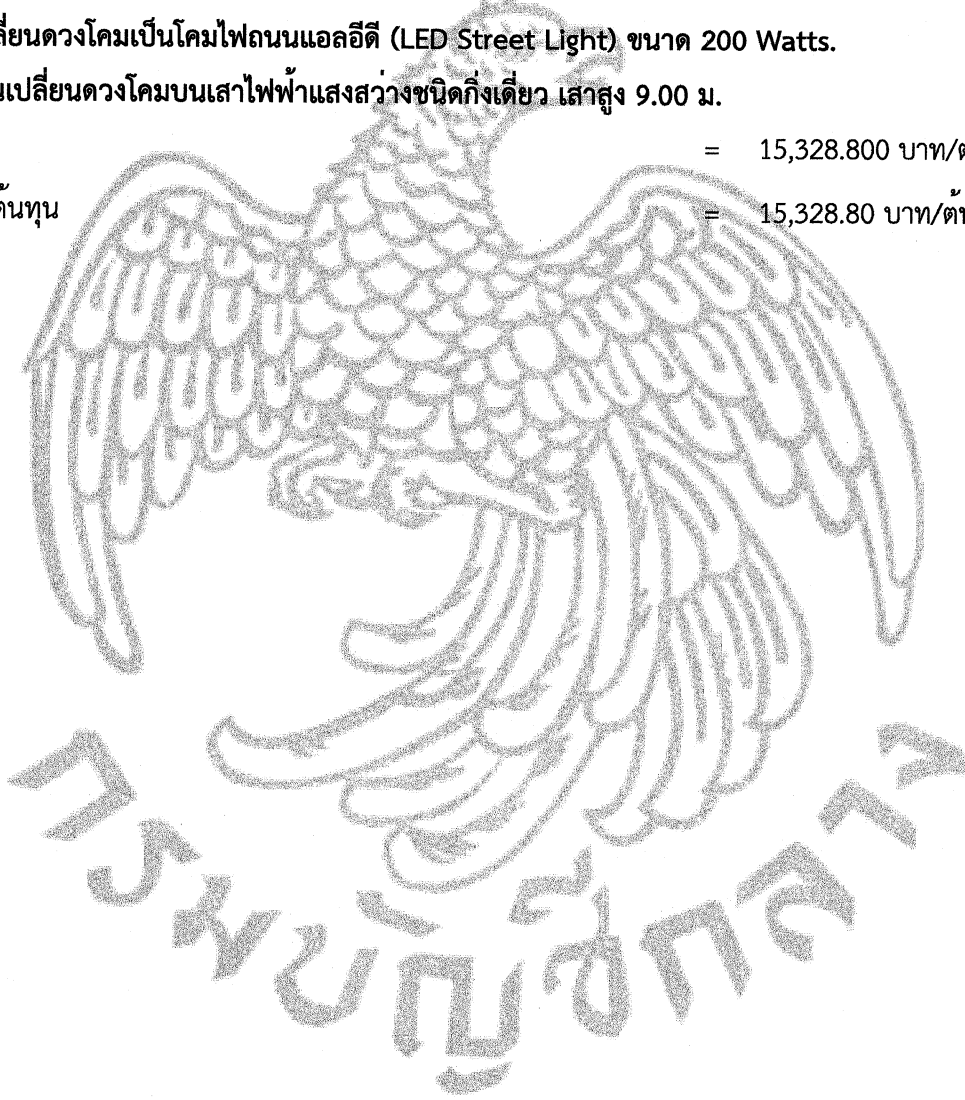 ลี่ยนดวงโคมเป็นโคมไฟถนนแอลอีดี (LED Street Light) ขนาด 200 Watts.
นเปลี่ยนดวงโคมบนเสาไฟฟ้าแสงสว่างชนิดกิ่งเดี่ยว เสาสูง 9.00 ม.
= 15,328.800 บาท/ต
ต้นทุน = 15,328.80 บาท/ต้น
กรมบัญชีกลาง